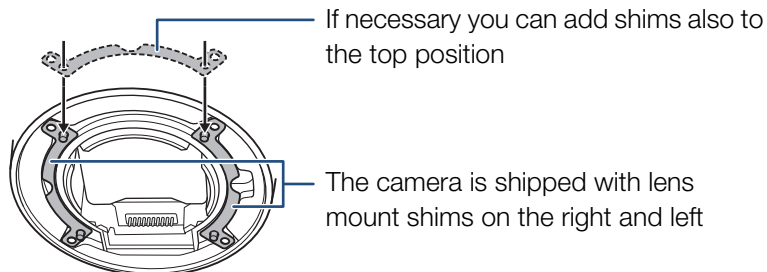 If necessary you can add shims also to
the top position
The camera is shipped with lens
mount shims on the right and left